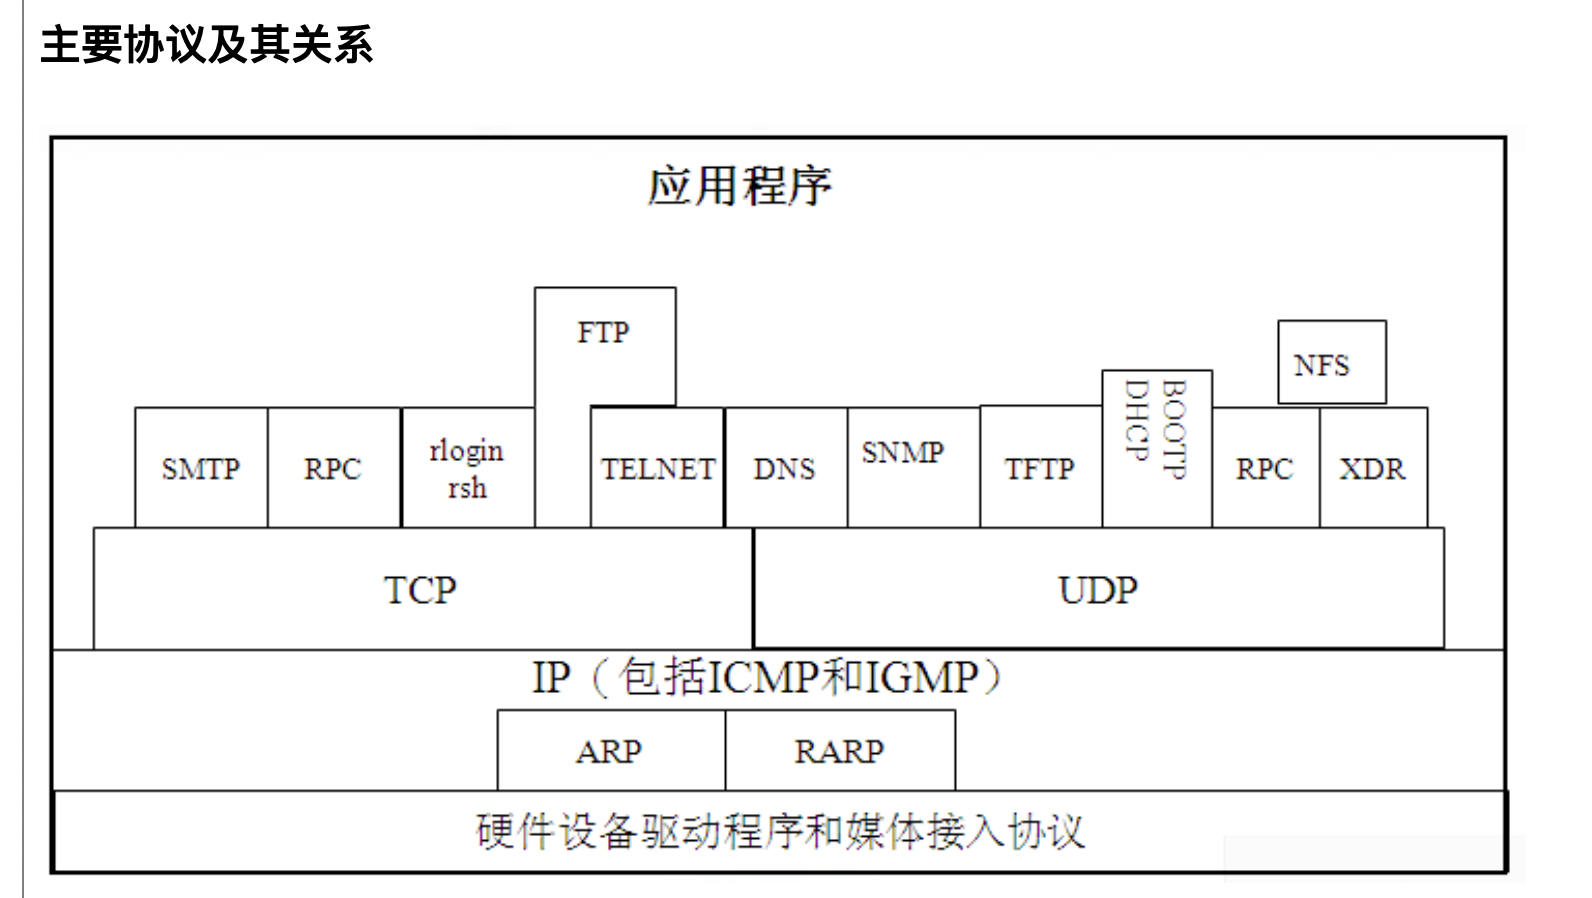 主要协议及其关系
应用程序
FTP
NFS
SMTP
RPC
rlogin
rsh
TELNET
DNS
SNMP
TFTP
BOOTP
DHCP
RPC
XDR
TCP
UDP
IP（包括ICMP和IGMP）
ARP
RARP
硬件设备驱动程序和媒体接入协议